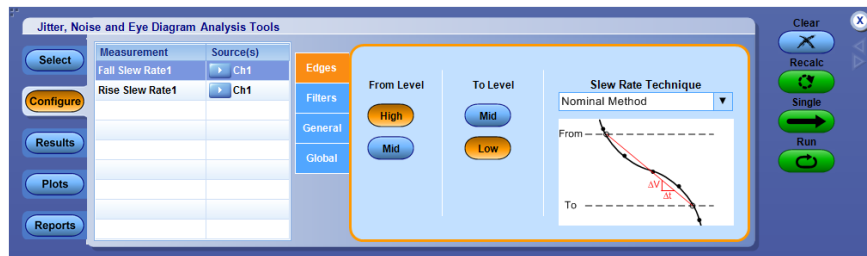 Jitter, Noise and Eye Diagram Analysis Tools
Clear
X
Select
Configure
Results
Plots
Reports
Measurement Source(s)
Fall Slew Rate1 Ch1
Rise Slew Rate1 Ch1
Edges
Filters
General
Global
From Level
High
Mid
To Level
Mid
Low
Slew Rate Technique
Nominal Method
From
ΔV
Δt
To
Recalc
Single
Run